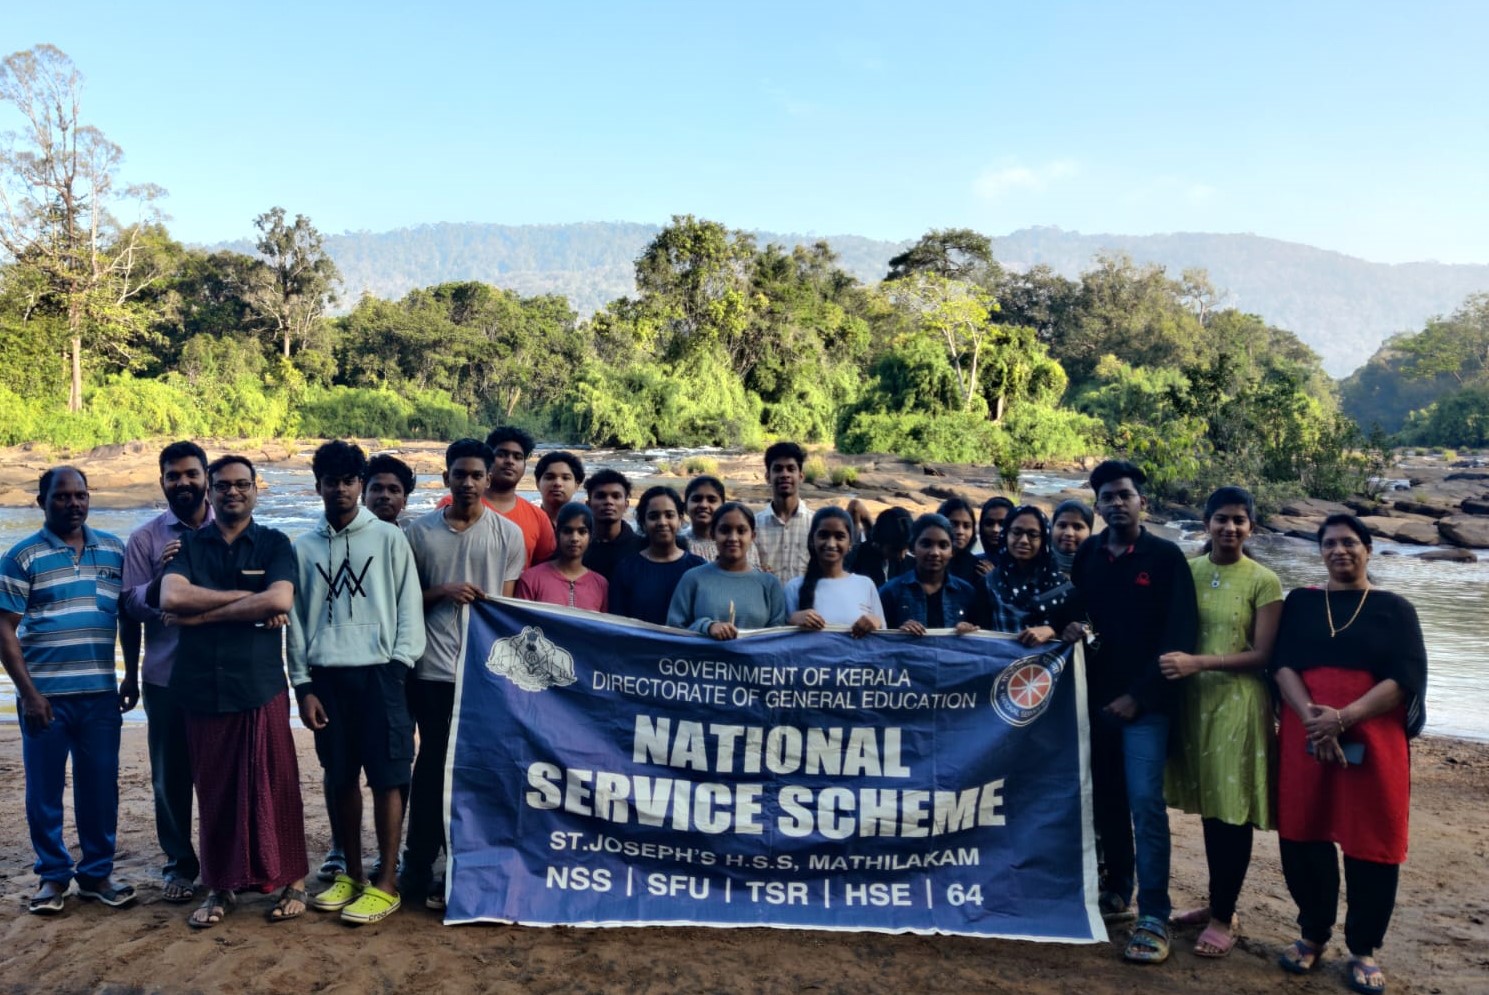 GOVERNMENT OF KERALA
DIRECTORATE OF GENERAL EDUCATION
NATIONAL
SERVICE SCHEME
ST.JOSEPH'S H.S.S, MATHILAKAM
NSS | SFU | TSR | HSE | 64